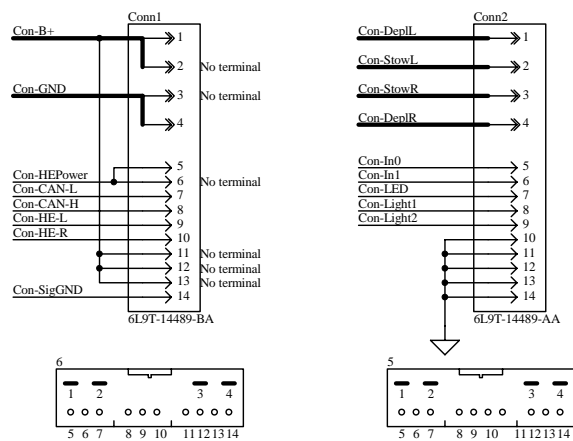 Conn1
Con-B+
1
2 No terminal
Con-GND
3 No terminal
4
5
Con-HEPower
6 No terminal
Con-CAN-L
7
Con-CAN-H
8
Con-HE-L
9
Con-HE-R
10
11 No terminal
12 No terminal
13 No terminal
Con-SigGND
14
6L9T-14489-BA
Conn2
Con-DeplL
1
Con-StowL
2
Con-StowR
3
Con-DeplR
4
Con-In0
5
Con-In1
6
Con-LED
7
Con-Light1
8
Con-Light2
9
10
11
12
13
14
6L9T-14489-AA
6
1 2 3 4
5 6 7 8 9 10 11 12 13 14
5
1 2 3 4
5 6 7 8 9 10 11 12 13 14